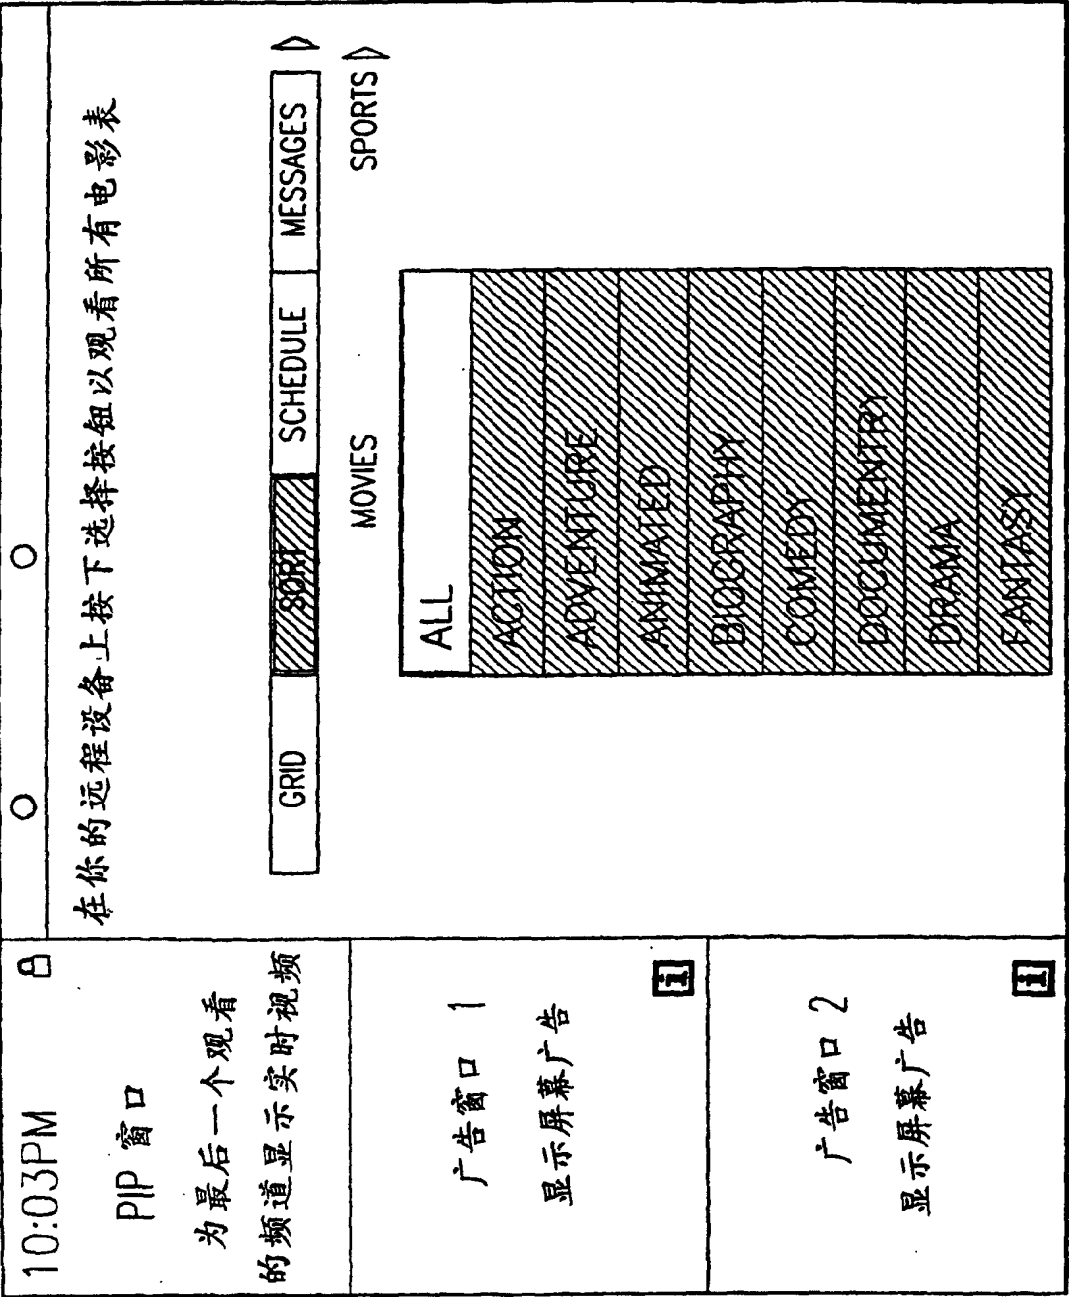 10:03PM
PIP 窗口
为最后一个观看
的频道显示实时视频
广告窗口 1
显示屏幕广告
i
广告窗口 2
显示屏幕广告
i
在你的远程设备上按下选择按钮以观看所有电影表
GRID SORT SCHEDULE MESSAGES
MOVIES SPORTS
ALL
ACTION
ADVENTURE
ANIMATED
BIOGRAPHY
COMEDY
DOCUMENTRY
DRAMA
FANTASY